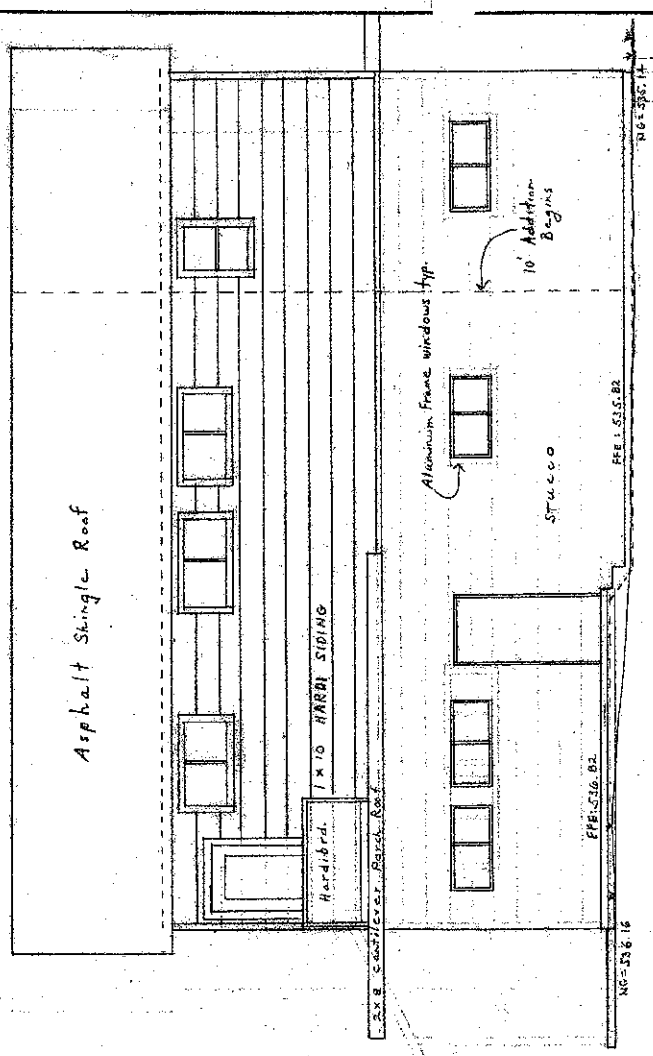 Asphalt Shingle Roof
1 x 10 HARDI SIDING
Hardibrd.
2x8 cantilever Porch Roof
Aluminum Frame windows typ.
10' Addition
Begins
Stucco
FFE: 536.82
FFE: 535.82
NG=536.16
NG=535.14